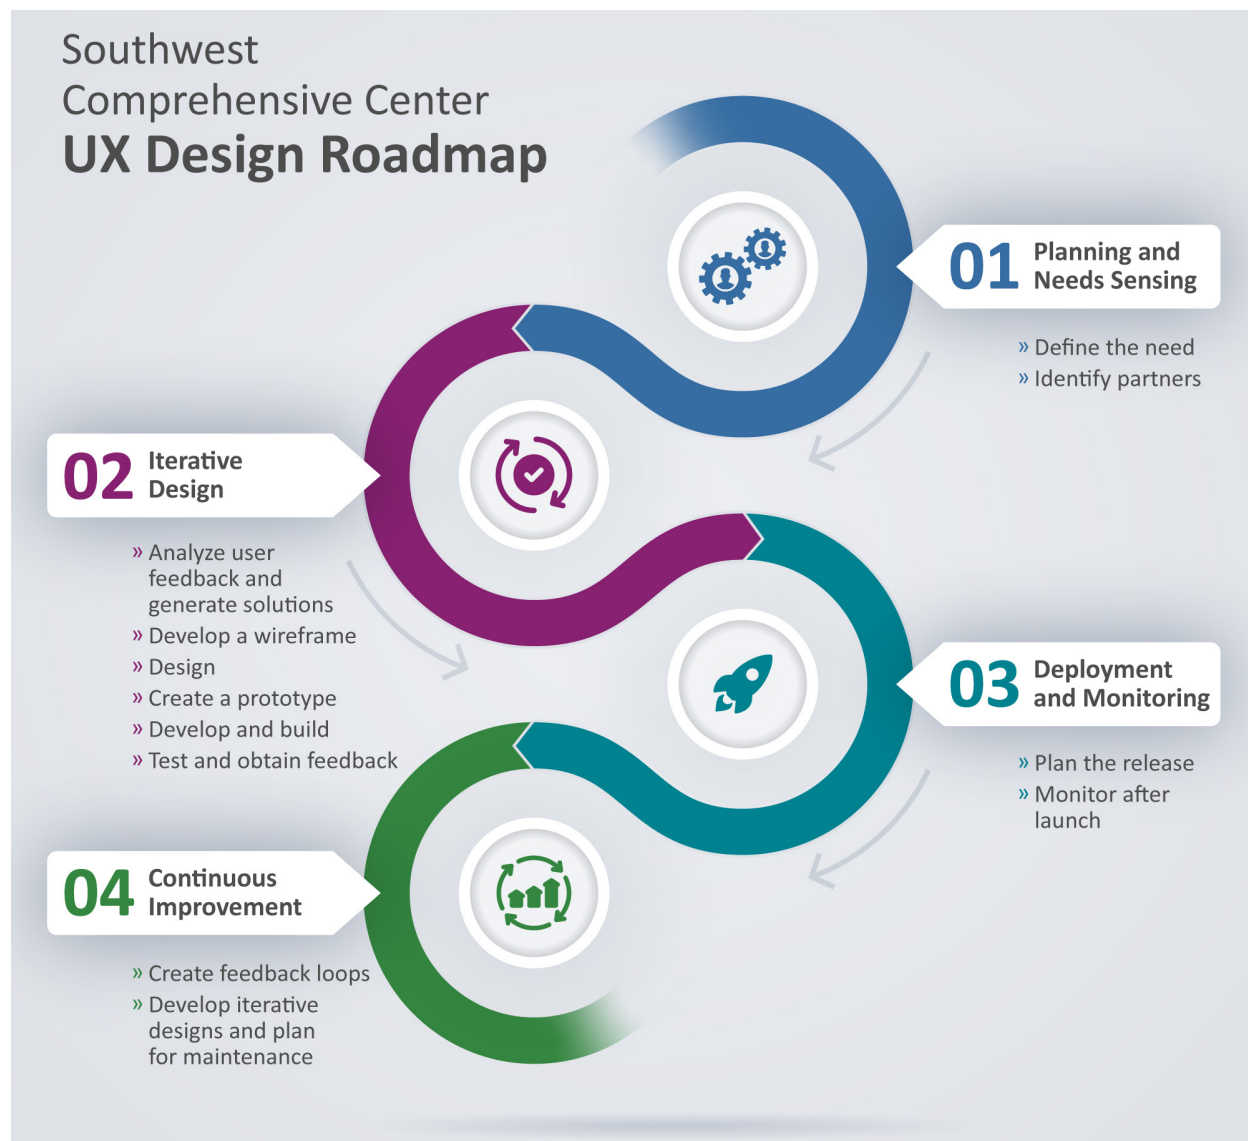 Southwest
Comprehensive Center
UX Design Roadmap
01
Planning and
Needs Sensing
» Define the need
» Identify partners
02
Iterative
Design
» Analyze user
feedback and
generate solutions
» Develop a wireframe
» Design
» Create a prototype
» Develop and build
» Test and obtain feedback
03
Deployment
and Monitoring
» Plan the release
» Monitor after
launch
04
Continuous
Improvement
» Create feedback loops
» Develop iterative
designs and plan
for maintenance